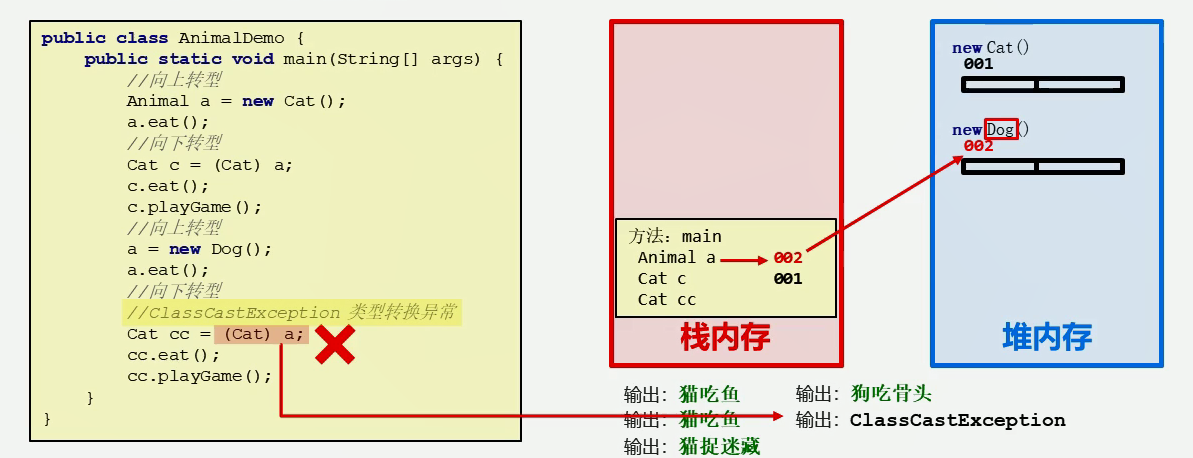 public class AnimalDemo {
public static void main(String[] args) {
//向上转型
Animal a = new Cat();
a.eat();
//向下转型
Cat c = (Cat) a;
c.eat();
c.playGame();
//向上转型
a = new Dog();
a.eat();
//向下转型
//ClassCastException 类型转换异常
Cat cc = (Cat) a;
cc.eat();
cc.playGame();
}
}
方法：main
Animal a 002
Cat c 001
Cat cc
栈内存
new Cat()
001
new Dog()
002
堆内存
输出：猫吃鱼
输出：猫吃鱼
输出：猫捉迷藏
输出：狗吃骨头
输出：ClassCastException